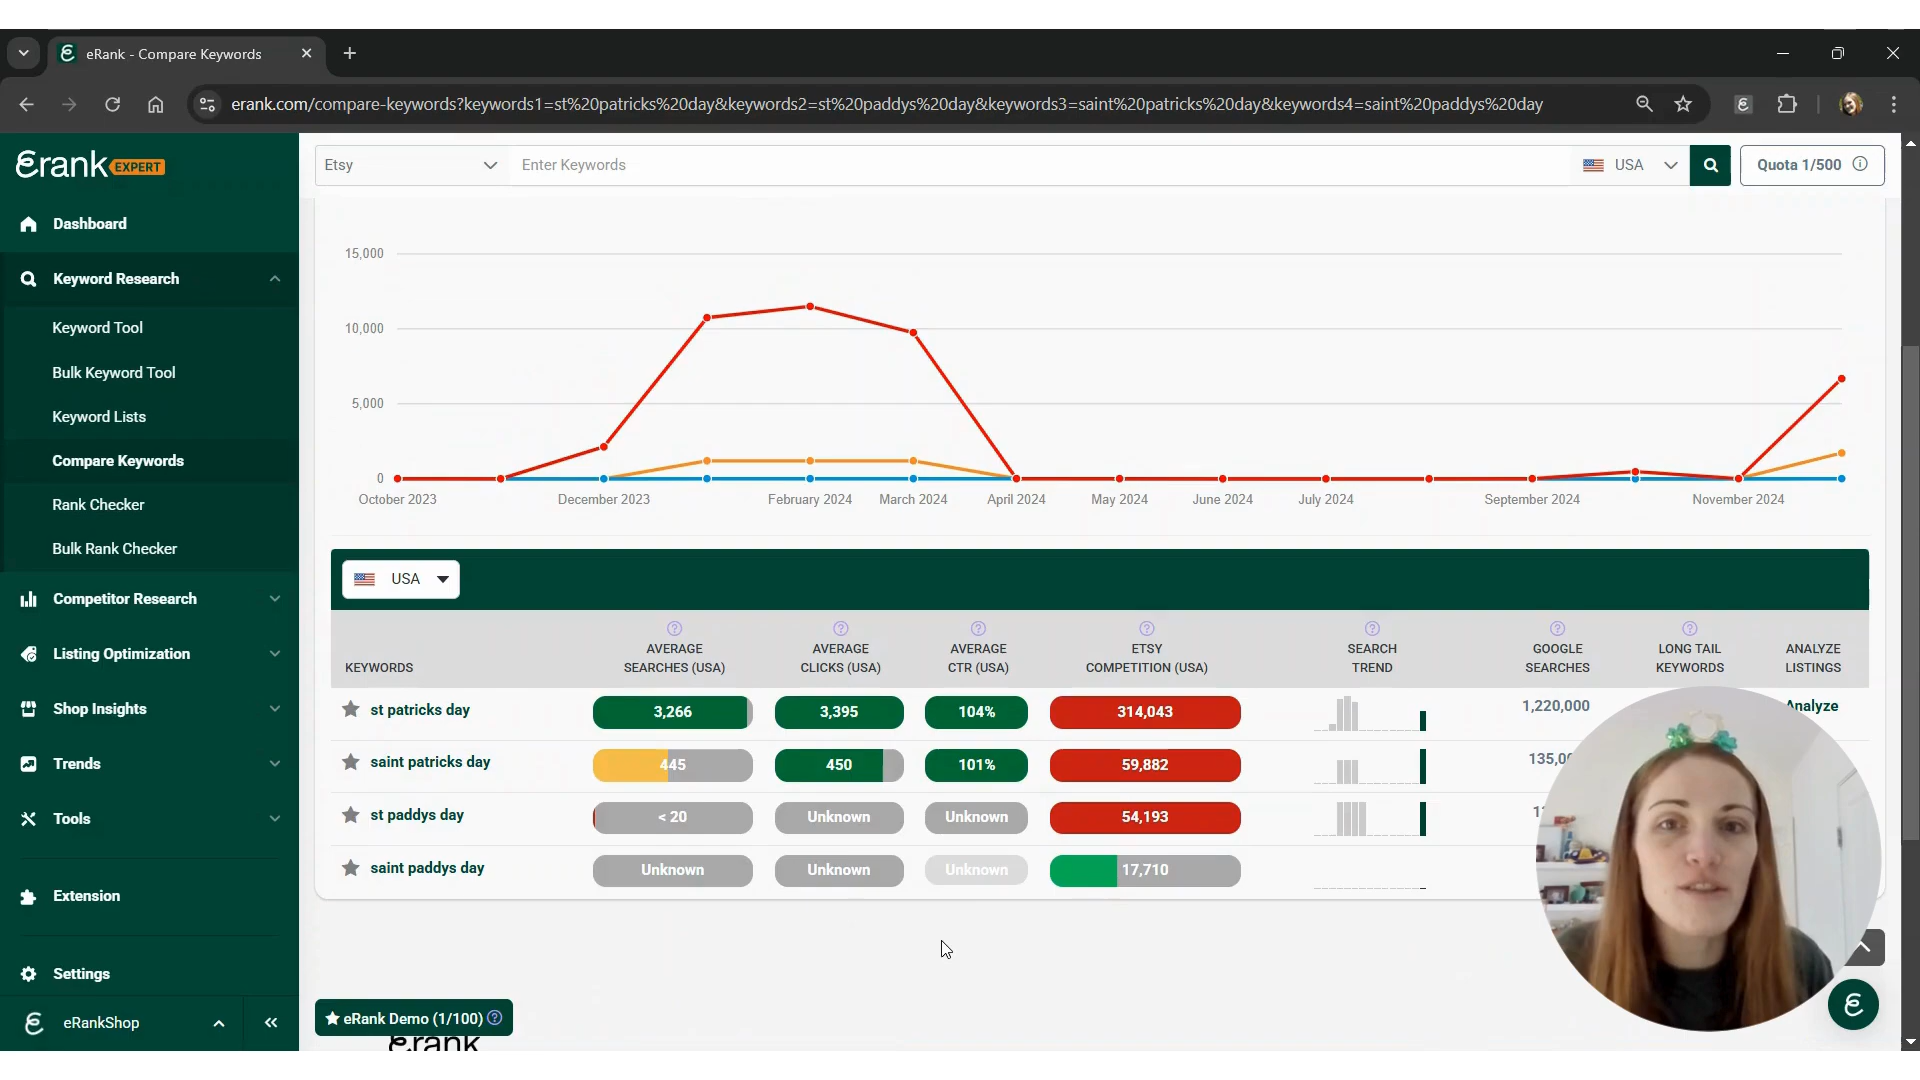 eRank - Compare Keywords
erank.com/compare-keywords?keywords1=st%20patricks%20day&keywords2=st%20paddys%20day&keywords3=saint%20patricks%20day&keywords4=saint%20paddys%20day
erank EXPERT
Etsy
Enter Keywords
USA
Quota 1/500
Dashboard
Keyword Research
Keyword Tool
Bulk Keyword Tool
Keyword Lists
Compare Keywords
Rank Checker
Bulk Rank Checker
Competitor Research
Listing Optimization
Shop Insights
Trends
Tools
Extension
Settings
eRankShop
15,000
10,000
5,000
0
October 2023 December 2023 February 2024 March 2024 April 2024 May 2024 June 2024 July 2024 September 2024 November 2024
USA
KEYWORDS
AVERAGE
SEARCHES (USA)
AVERAGE
CLICKS (USA)
AVERAGE
CTR (USA)
ETSY
COMPETITION (USA)
SEARCH
TREND
GOOGLE
SEARCHES
LONG TAIL
KEYWORDS
ANALYZE
LISTINGS
st patricks day 3,266 3,395 104% 314,043 1,220,000 Analyze
saint patricks day 445 450 101% 59,882
st paddys day < 20 Unknown Unknown 54,193
saint paddys day Unknown Unknown Unknown 17,710
eRank Demo (1/100)
erank